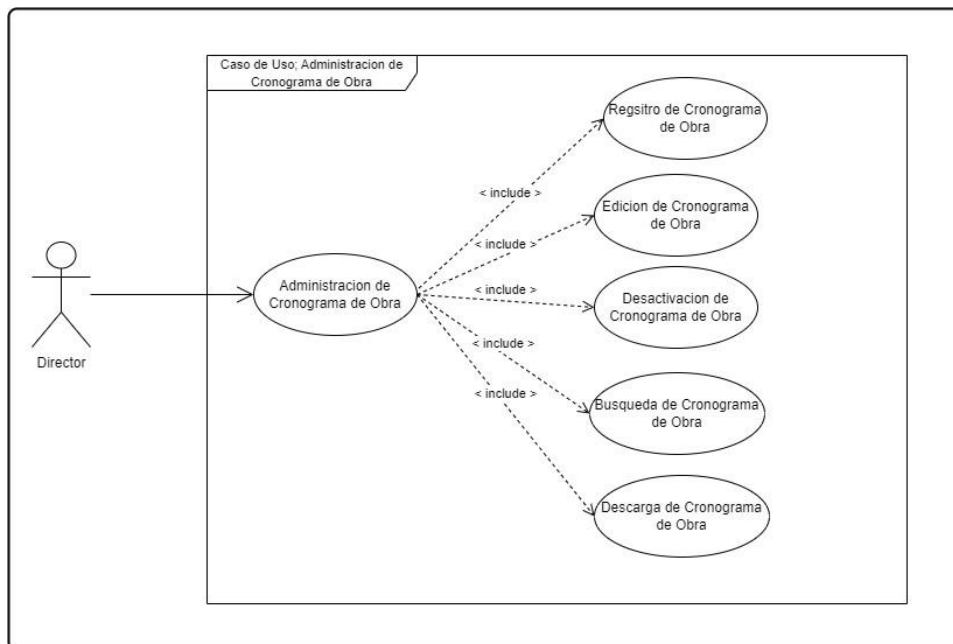 Caso de Uso; Administracion de
Cronograma de Obra
Regsitro de Cronograma
de Obra
< include >
Edicion de Cronograma
de Obra
< include >
Administracion de
Cronograma de Obra
< include >
Desactivacion de
Cronograma de Obra
Director
< include >
Busqueda de Cronograma
de Obra
< include >
Descarga de Cronograma
de Obra